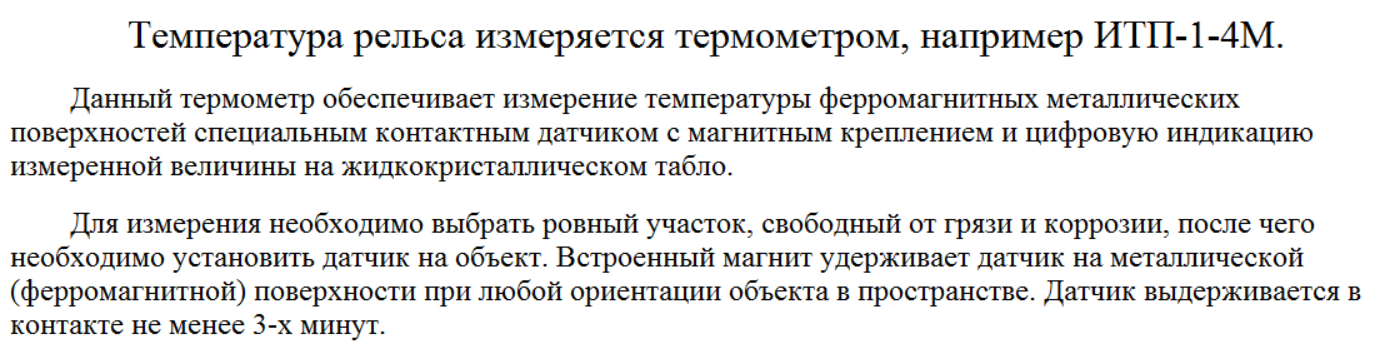 Температура рельса измеряется термометром, например ИТП-1-4М.
Данный термометр обеспечивает измерение температуры ферромагнитных металлических
поверхностей специальным контактным датчиком с магнитным креплением и цифровую индикацию
измеренной величины на жидкокристаллическом табло.
Для измерения необходимо выбрать ровный участок, свободный от грязи и коррозии, после чего
необходимо установить датчик на объект. Встроенный магнит удерживает датчик на металлической
(ферромагнитной) поверхности при любой ориентации объекта в пространстве. Датчик выдерживается в
контакте не менее 3-х минут.